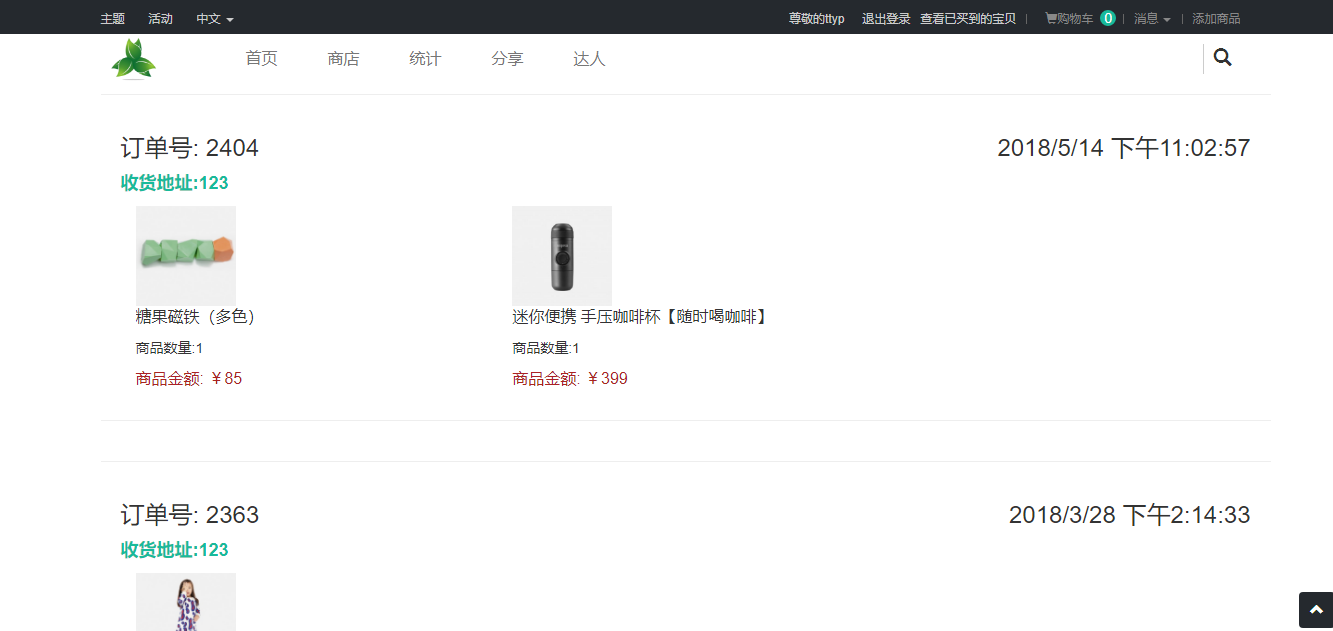 主题 活动 中文 尊敬的ttyp 退出登录 查看已买到的宝贝 | 购物车 0 | 消息 | 添加商品
首页 商店 统计 分享 达人
订单号: 2404 2018/5/14 下午11:02:57
收货地址:123
糖果磁铁（多色） 迷你便携 手压咖啡杯【随时喝咖啡】
商品数量:1 商品数量:1
商品金额: ￥85 商品金额: ￥399
订单号: 2363 2018/3/28 下午2:14:33
收货地址:123